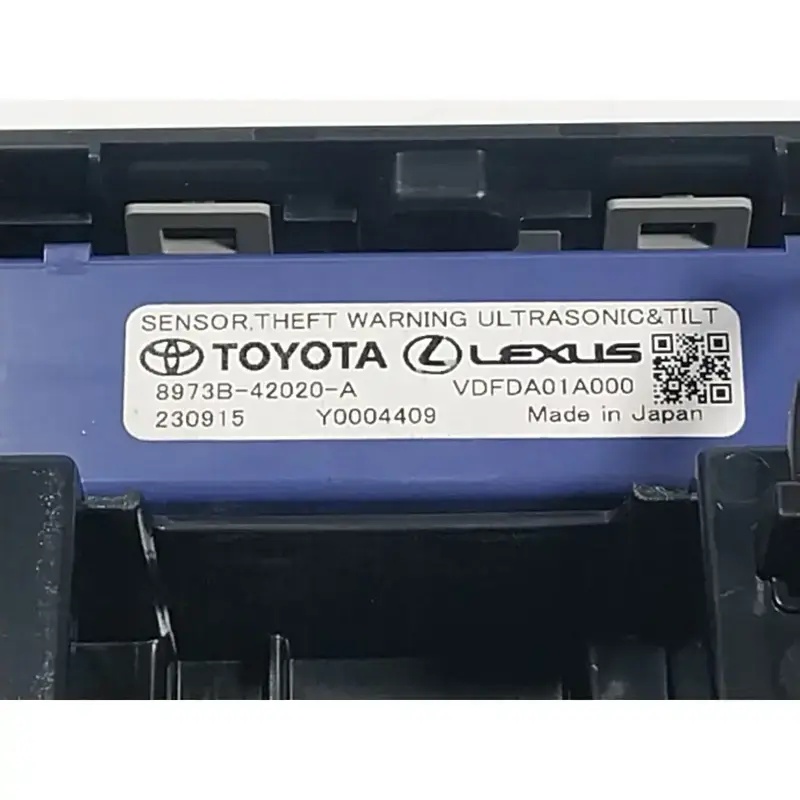 SENSOR,THEFT WARNING ULTRASONIC&TILT
TOYOTA LEXUS
8973B-42020-A VDFDA01A000
230915 Y0004409 Made in Japan